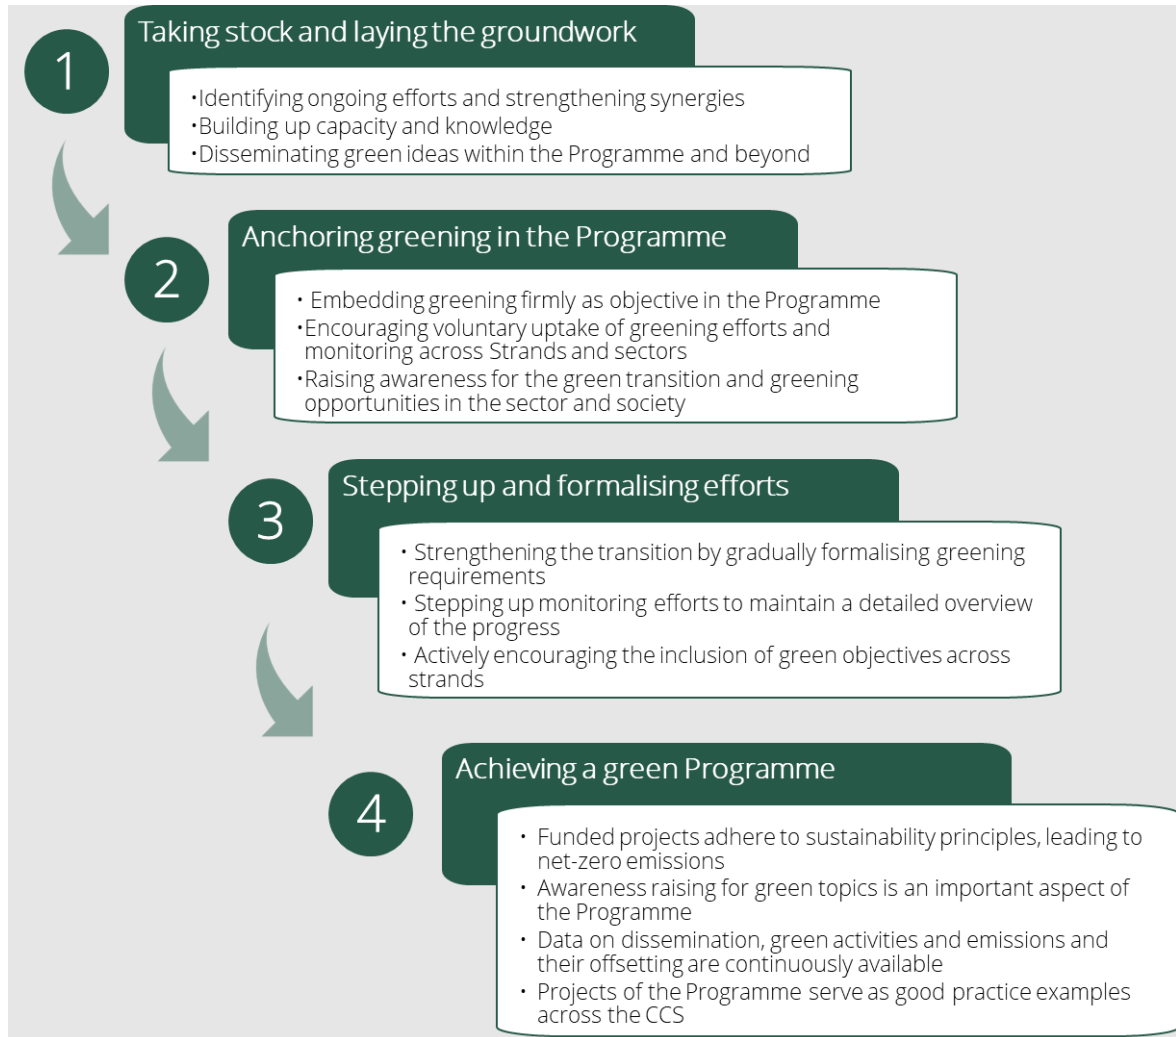 1
Taking stock and laying the groundwork
•Identifying ongoing efforts and strengthening synergies
•Building up capacity and knowledge
•Disseminating green ideas within the Programme and beyond
2
Anchoring greening in the Programme
• Embedding greening firmly as objective in the Programme
•Encouraging voluntary uptake of greening efforts and
monitoring across Strands and sectors
•Raising awareness for the green transition and greening
opportunities in the sector and society
3
Stepping up and formalising efforts
• Strengthening the transition by gradually formalising greening
requirements
• Stepping up monitoring efforts to maintain a detailed overview
of the progress
• Actively encouraging the inclusion of green objectives across
strands
4
Achieving a green Programme
• Funded projects adhere to sustainability principles, leading to
net-zero emissions
• Awareness raising for green topics is an important aspect of
the Programme
• Data on dissemination, green activities and emissions and
their offsetting are continuously available
• Projects of the Programme serve as good practice examples
across the CCS